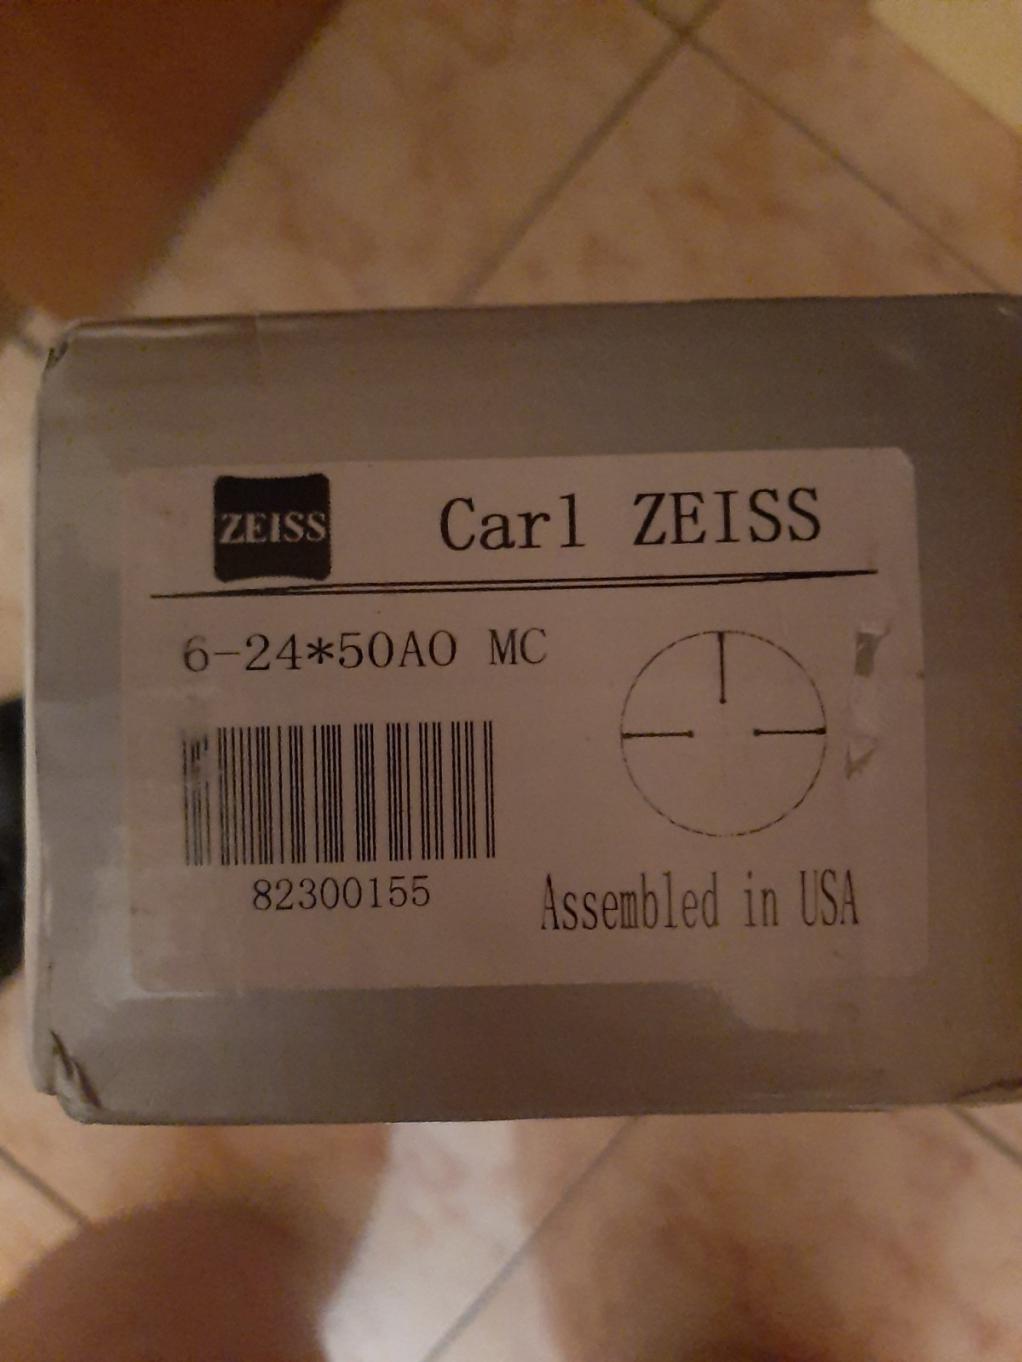 ZEISS
Carl ZEISS
6-24*50AO MC
82300155
Assembled in USA